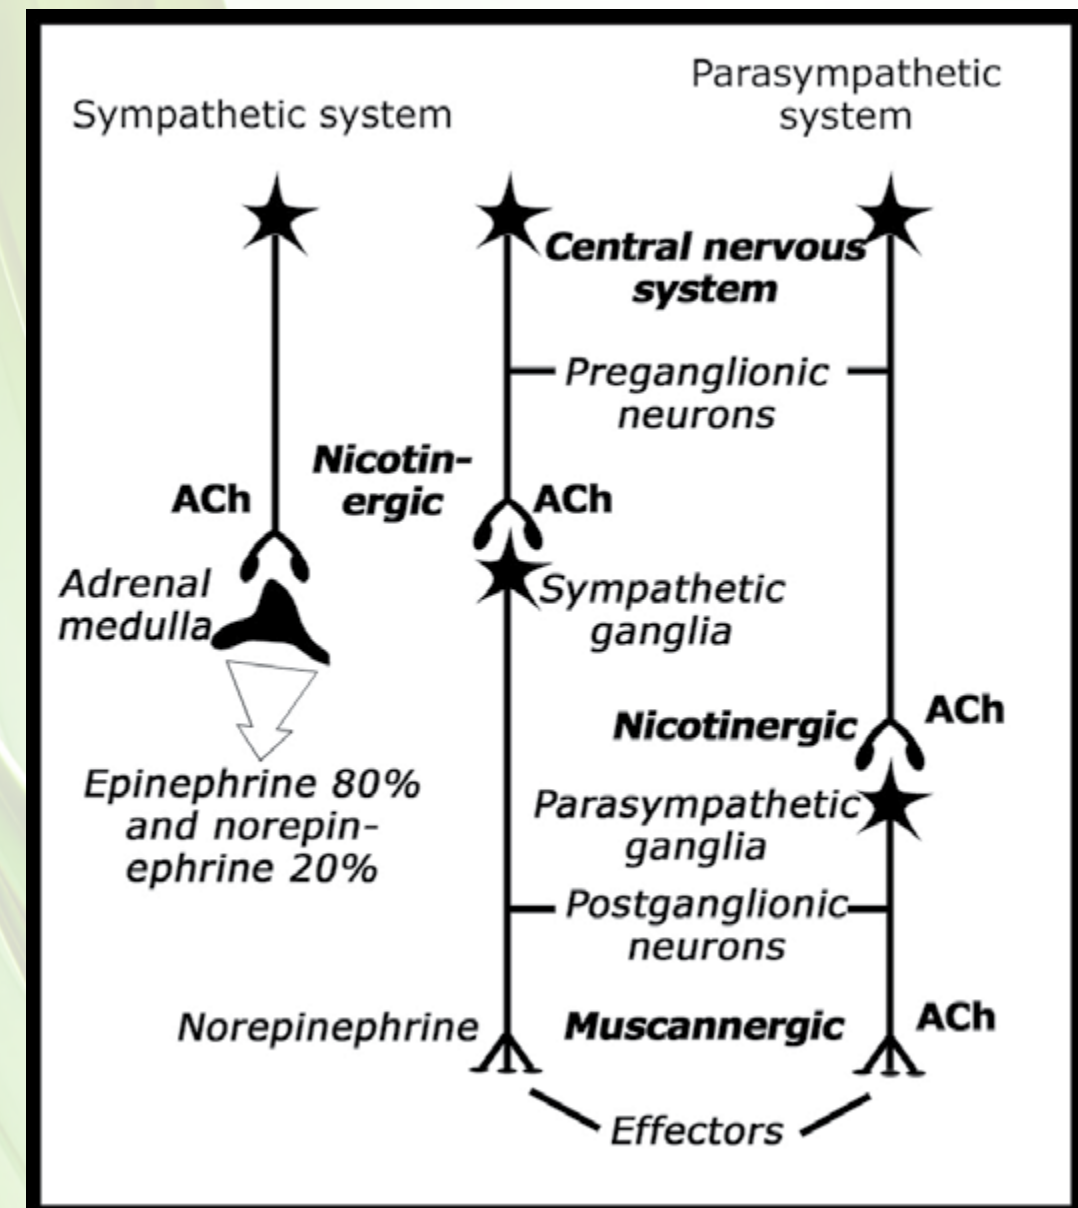 Sympathetic system
Parasympathetic
system
Central nervous
system
Preganglionic
neurons
Nicotin-
ergic
ACh
ACh
Adrenal
medulla
Sympathetic
ganglia
Nicotinergic
ACh
Epinephrine 80%
and norepin-
ephrine 20%
Parasympathetic
ganglia
Postganglionic
neurons
Norepinephrine
Muscannergic
ACh
Effectors